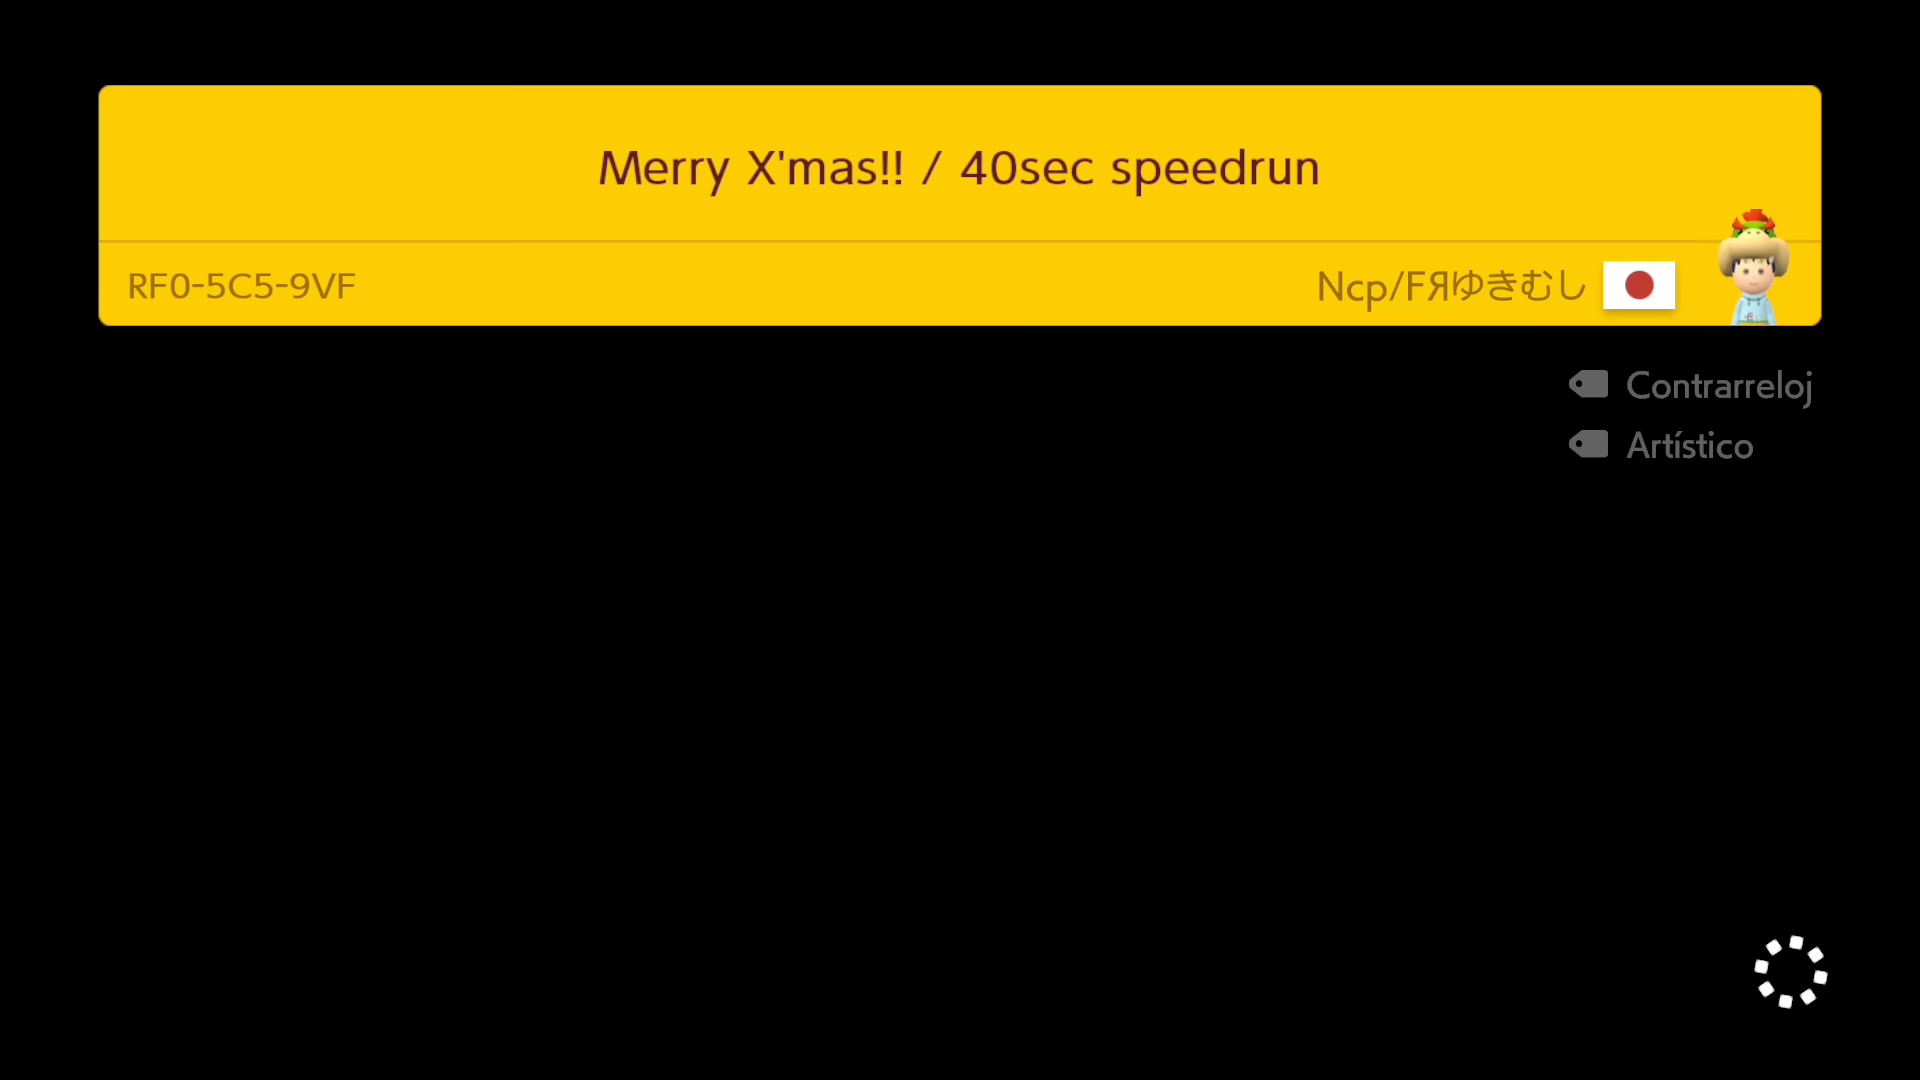 Merry X'mas!! / 40sec speedrun
RF0-5C5-9VF
Ncp/FЯゆきむし
Contrarreloj
Artístico